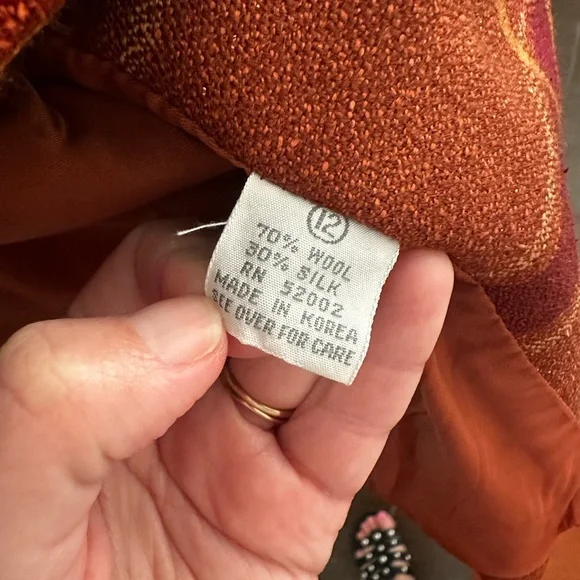 12
70% WOOL
30% SILK
RN 52002
MADE IN KOREA
SEE OVER FOR CARE